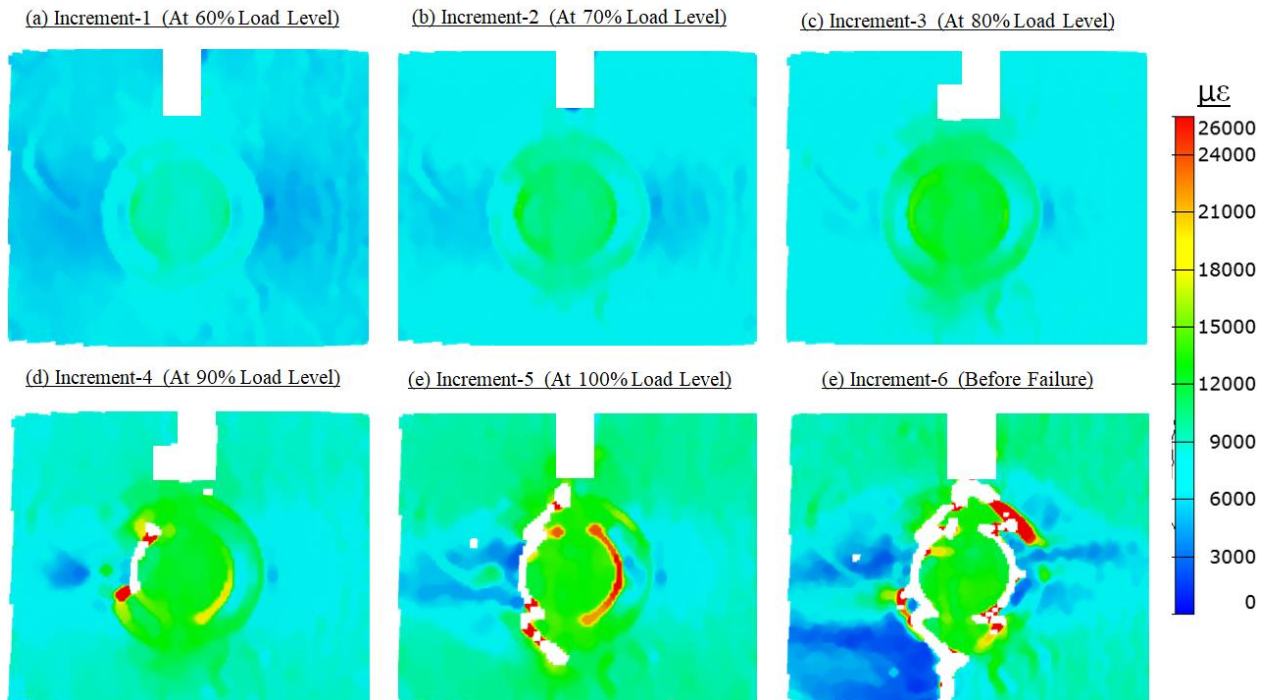 (a) Increment-1 (At 60% Load Level)
(b) Increment-2 (At 70% Load Level)
(c) Increment-3 (At 80% Load Level)
με
26000
24000
21000
18000
15000
12000
9000
6000
3000
0
(d) Increment-4 (At 90% Load Level)
(e) Increment-5 (At 100% Load Level)
(e) Increment-6 (Before Failure)